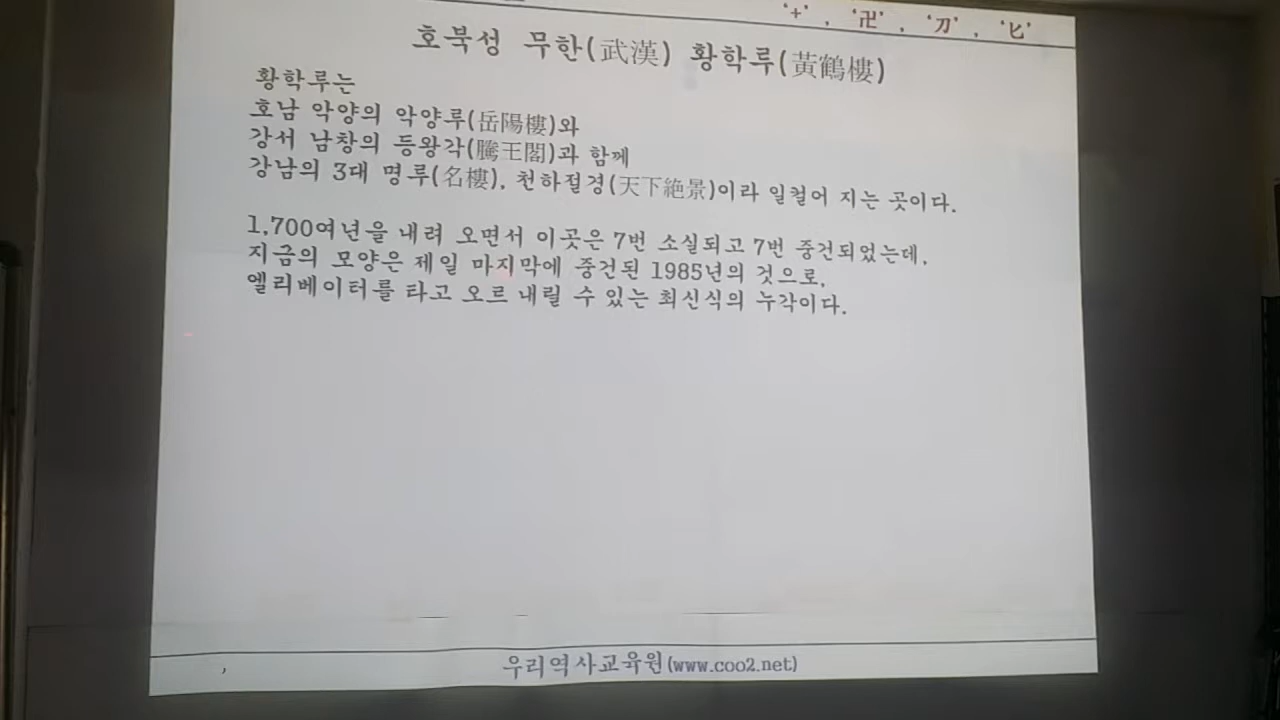 ‘+’, ‘卍’, ‘刀’, ‘匕’
호북성 무한(武漢) 황학루(黃鶴樓)
황학루는
호남 악양의 악양루(岳陽樓)와
강서 남창의 등왕각(騰王閣)과 함께
강남의 3대 명루(名樓), 천하절경(天下絶景)이라 일컬어 지는 곳이다.
1,700여년을 내려 오면서 이곳은 7번 소실되고 7번 중건되었는데,
지금의 모양은 제일 마지막에 중건된 1985년의 것으로,
엘리베이터를 타고 오르 내릴 수 있는 최신식의 누각이다.
우리역사교육원(www.coo2.net)